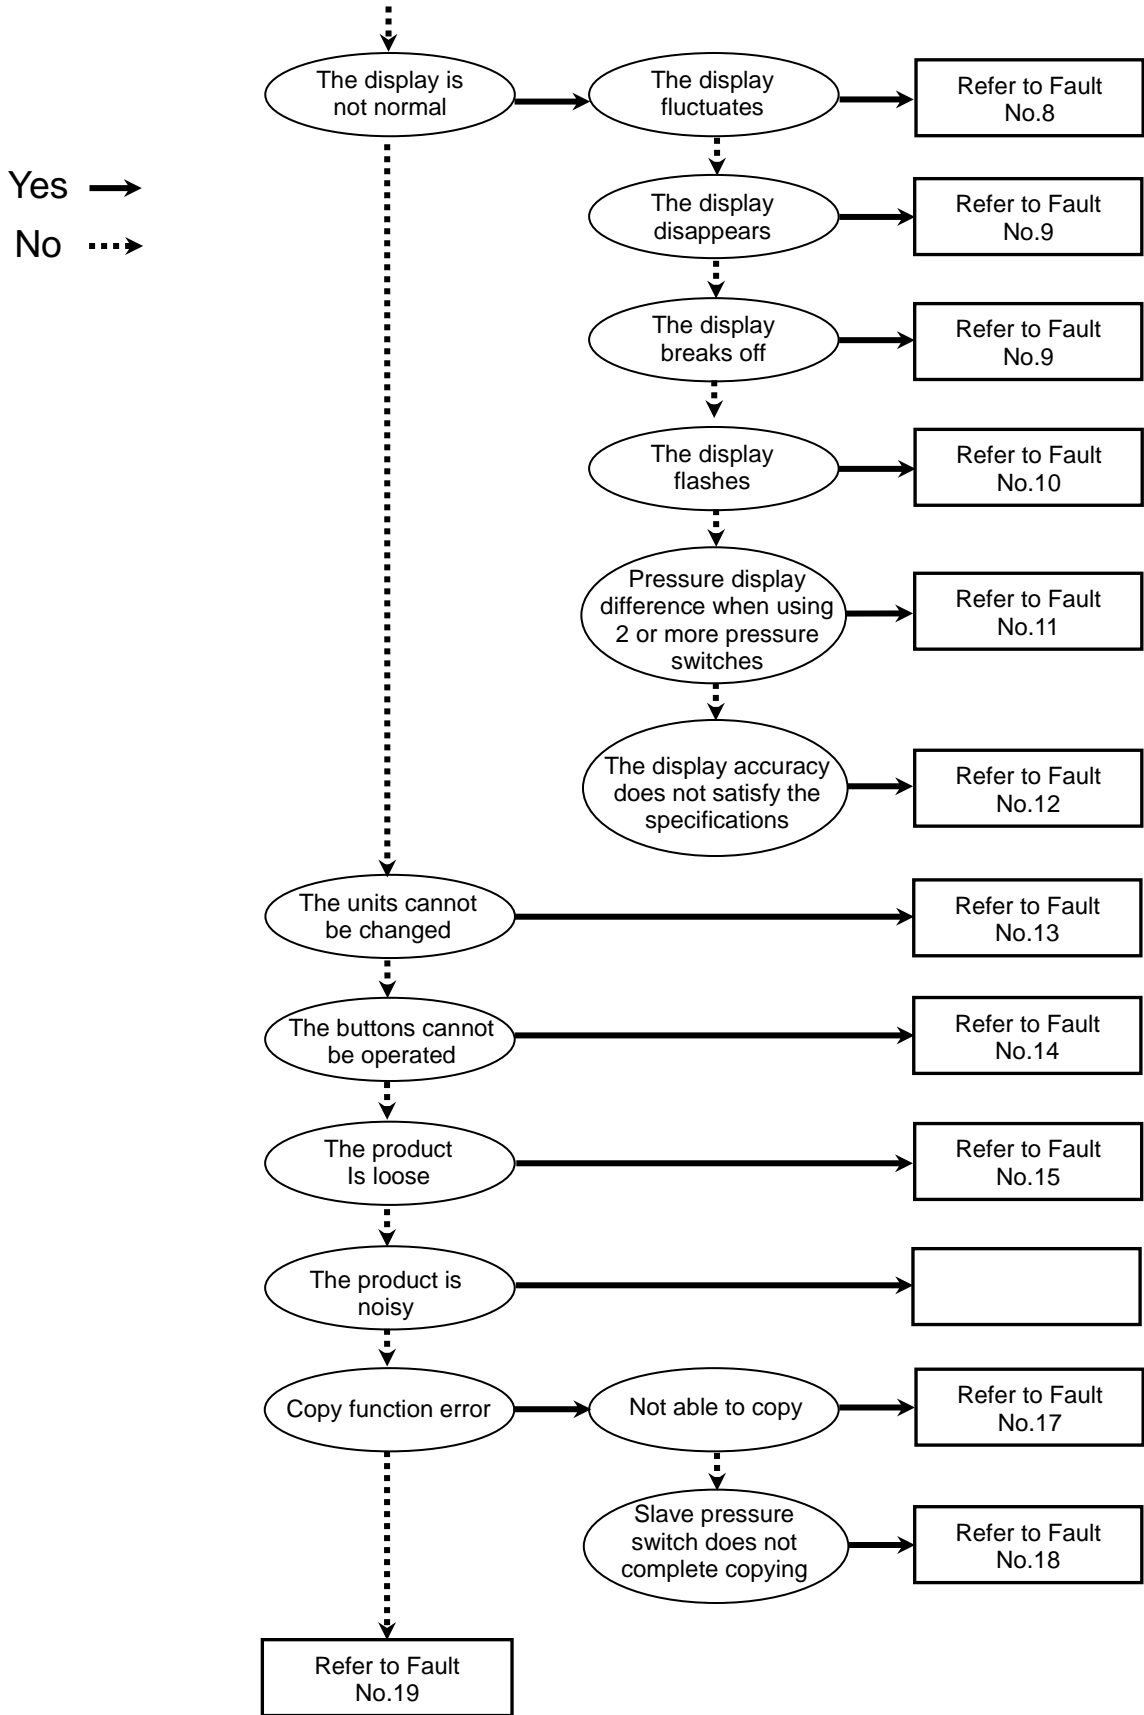 The display is
not normal
The display
fluctuates
Refer to Fault
No.8
Yes
No
The display
disappears
Refer to Fault
No.9
The display
breaks off
Refer to Fault
No.9
The display
flashes
Refer to Fault
No.10
Pressure display
difference when using
2 or more pressure
switches
Refer to Fault
No.11
The display accuracy
does not satisfy the
specifications
Refer to Fault
No.12
The units cannot
be changed
Refer to Fault
No.13
The buttons cannot
be operated
Refer to Fault
No.14
The product
Is loose
Refer to Fault
No.15
The product is
noisy
Copy function error
Not able to copy
Refer to Fault
No.17
Slave pressure
switch does not
complete copying
Refer to Fault
No.18
Refer to Fault
No.19